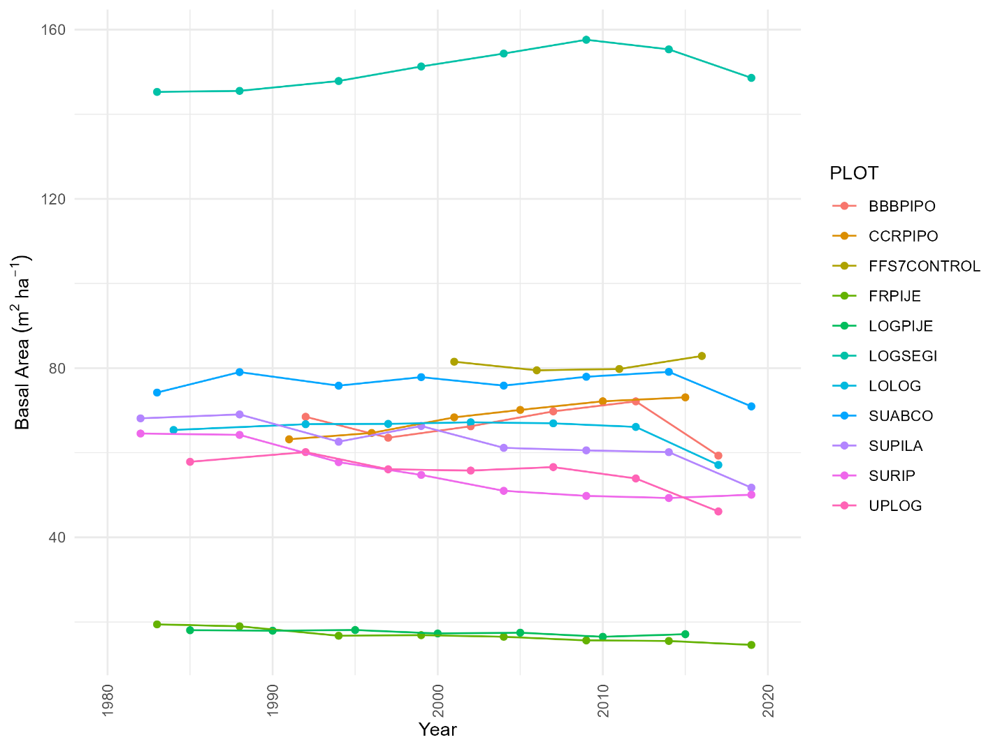 160
120
80
40
Basal Area (m² ha⁻¹)
1980
1990
2000
2010
2020
Year
PLOT
BBBPIPO
CCRPIPO
FFS7CONTROL
FRPIJE
LOGPIJE
LOGSEGI
LOLOG
SUABCO
SUPILA
SURIP
UPLOG